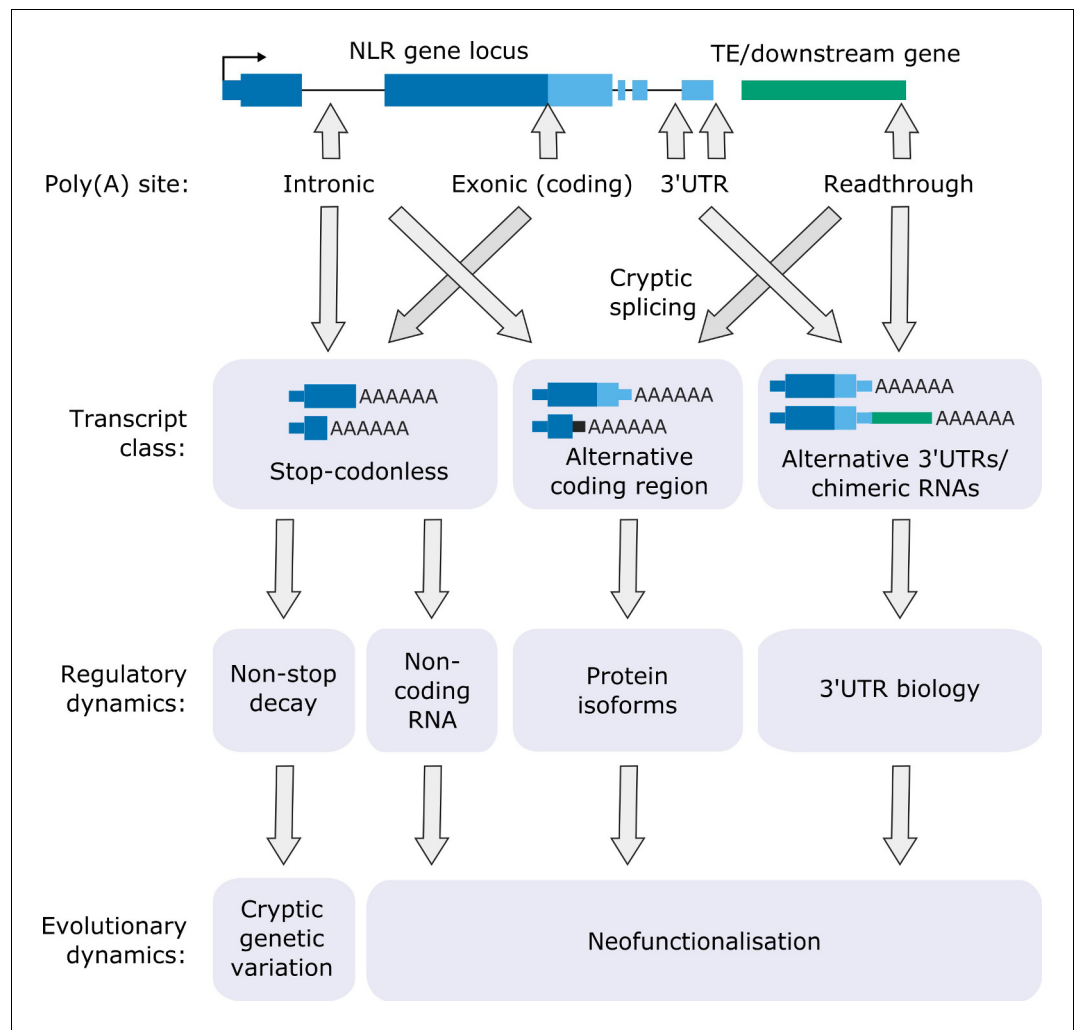 NLR gene locus
TE/downstream gene
Poly(A) site:
Intronic
Exonic (coding)
3'UTR
Readthrough
Cryptic
splicing
Transcript
class:
AAAAAA
AAAAAA
Stop-codonless
AAAAAA
AAAAAA
Alternative
coding region
AAAAAA
AAAAAA
Alternative 3'UTRs/
chimeric RNAs
Regulatory
dynamics:
Non-stop
decay
Non-
coding
RNA
Protein
isoforms
3'UTR biology
Evolutionary
dynamics:
Cryptic
genetic
variation
Neofunctionalisation